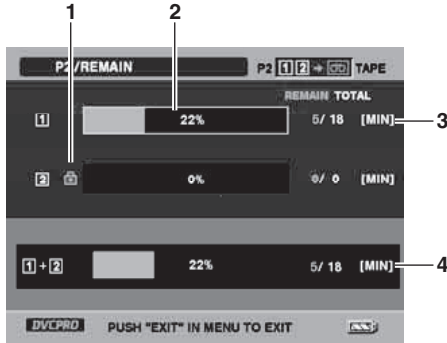 1 2
P2/REMAIN P2 1 2 → TAPE
REMAIN TOTAL
1 22% 5/ 18 [MIN] 3
2 0% 0/ 0 [MIN]
1+2 22% 5/ 18 [MIN] 4
DVCPRO PUSH "EXIT" IN MENU TO EXIT